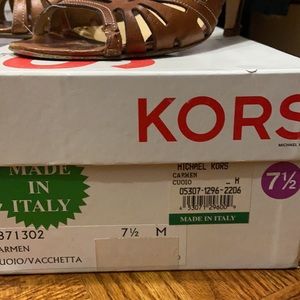 KORS
MICHAEL KORS
CARMEN
CUOIO M
05307-1296-2206
MADE IN ITALY
7½
MADE
IN
ITALY
871302
7½ M
ARMEN
CUOIO/VACCHETTA